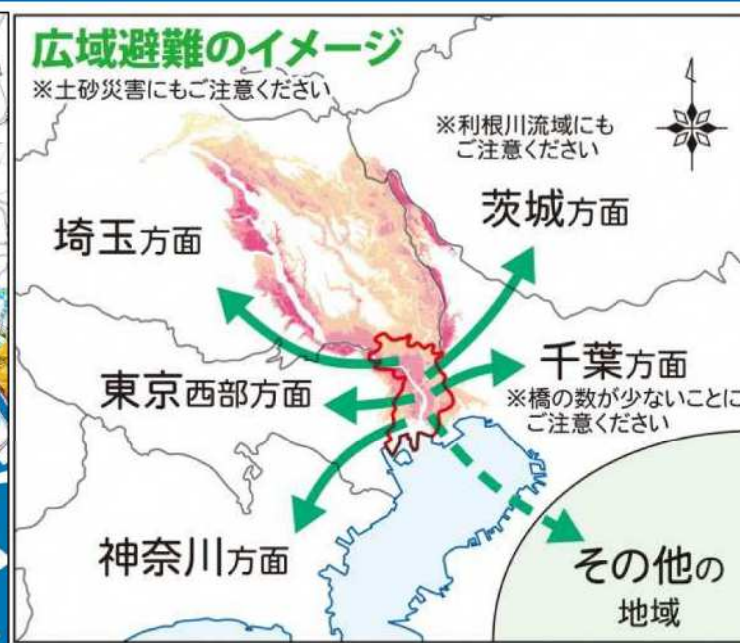 広域避難のイメージ
※土砂災害にもご注意ください
※利根川流域にも
ご注意ください
茨城方面
埼玉方面
千葉方面
※橋の数が少ないことに
ご注意ください
東京西部方面
神奈川方面
その他の
地域